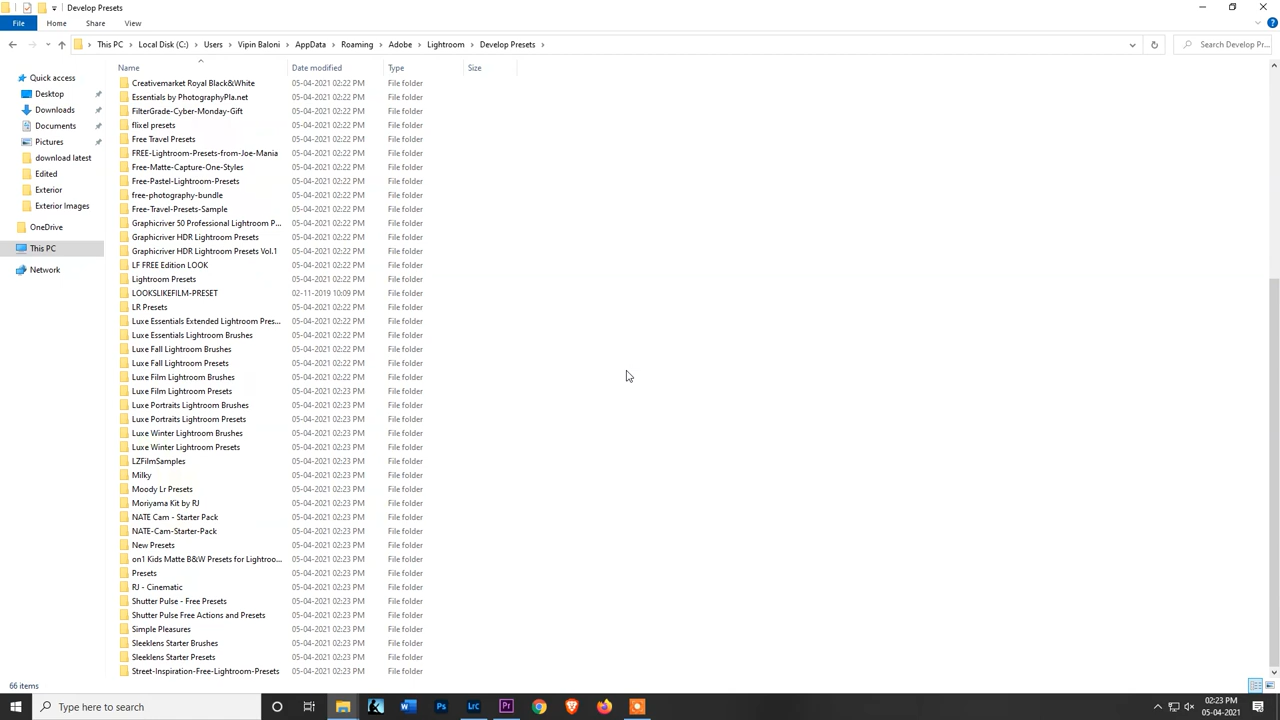 Develop Presets
File
Home
Share
View
This PC
Local Disk (C:)
Users
Vipin Baloni
AppData
Roaming
Adobe
Lightroom
Develop Presets
Search Develop Pr...
Name
Date modified
Type
Size
Quick access
Desktop
Downloads
Documents
Pictures
download latest
Edited
Exterior
Exterior Images
OneDrive
This PC
Network
Creativemarket Royal Black&White 05-04-2021 02:22 PM File folder
Essentials by PhotographyPla.net 05-04-2021 02:22 PM File folder
FilterGrade-Cyber-Monday-Gift 05-04-2021 02:22 PM File folder
flixel presets 05-04-2021 02:22 PM File folder
Free Travel Presets 05-04-2021 02:22 PM File folder
FREE-Lightroom-Presets-from-Joe-Mania 05-04-2021 02:22 PM File folder
Free-Matte-Capture-One-Styles 05-04-2021 02:22 PM File folder
Free-Pastel-Lightroom-Presets 05-04-2021 02:22 PM File folder
free-photography-bundle 05-04-2021 02:22 PM File folder
Free-Travel-Presets-Sample 05-04-2021 02:22 PM File folder
Graphicriver 50 Professional Lightroom P... 05-04-2021 02:22 PM File folder
Graphicriver HDR Lightroom Presets 05-04-2021 02:22 PM File folder
Graphicriver HDR Lightroom Presets Vol.1 05-04-2021 02:22 PM File folder
LF FREE Edition LOOK 05-04-2021 02:22 PM File folder
Lightroom Presets 05-04-2021 02:22 PM File folder
LOOKSLIKEFILM-PRESET 02-11-2019 10:09 PM File folder
LR Presets 05-04-2021 02:22 PM File folder
Luxe Essentials Extended Lightroom Pres... 05-04-2021 02:22 PM File folder
Luxe Essentials Lightroom Brushes 05-04-2021 02:22 PM File folder
Luxe Fall Lightroom Brushes 05-04-2021 02:22 PM File folder
Luxe Fall Lightroom Presets 05-04-2021 02:22 PM File folder
Luxe Film Lightroom Brushes 05-04-2021 02:22 PM File folder
Luxe Film Lightroom Presets 05-04-2021 02:23 PM File folder
Luxe Portraits Lightroom Brushes 05-04-2021 02:23 PM File folder
Luxe Portraits Lightroom Presets 05-04-2021 02:23 PM File folder
Luxe Winter Lightroom Brushes 05-04-2021 02:23 PM File folder
Luxe Winter Lightroom Presets 05-04-2021 02:23 PM File folder
LZFilmSamples 05-04-2021 02:23 PM File folder
Milky 05-04-2021 02:23 PM File folder
Moody Lr Presets 05-04-2021 02:23 PM File folder
Moriyama Kit by RJ 05-04-2021 02:23 PM File folder
NATE Cam - Starter Pack 05-04-2021 02:23 PM File folder
NATE-Cam-Starter-Pack 05-04-2021 02:23 PM File folder
New Presets 05-04-2021 02:23 PM File folder
on1 Kids Matte B&W Presets for Lightroo... 05-04-2021 02:23 PM File folder
Presets 05-04-2021 02:23 PM File folder
RJ - Cinematic 05-04-2021 02:23 PM File folder
Shutter Pulse - Free Presets 05-04-2021 02:23 PM File folder
Shutter Pulse Free Actions and Presets 05-04-2021 02:23 PM File folder
Simple Pleasures 05-04-2021 02:23 PM File folder
Sleeklens Starter Brushes 05-04-2021 02:23 PM File folder
Sleeklens Starter Presets 05-04-2021 02:23 PM File folder
Street-Inspiration-Free-Lightroom-Presets 05-04-2021 02:23 PM File folder
66 items
Type here to search
Ps
Lrc
Pr
02:23 PM
05-04-2021